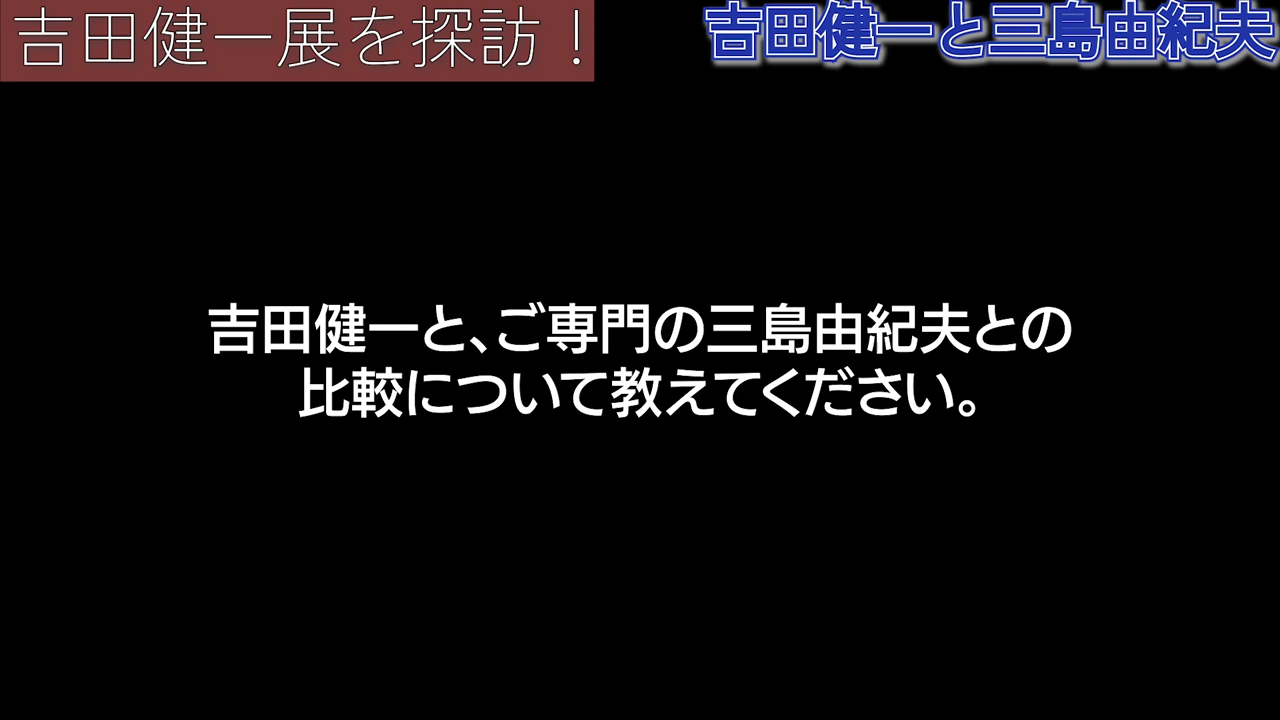 吉田健一展を探訪！
吉田健一と三島由紀夫
吉田健一と、ご専門の三島由紀夫との
比較について教えてください。